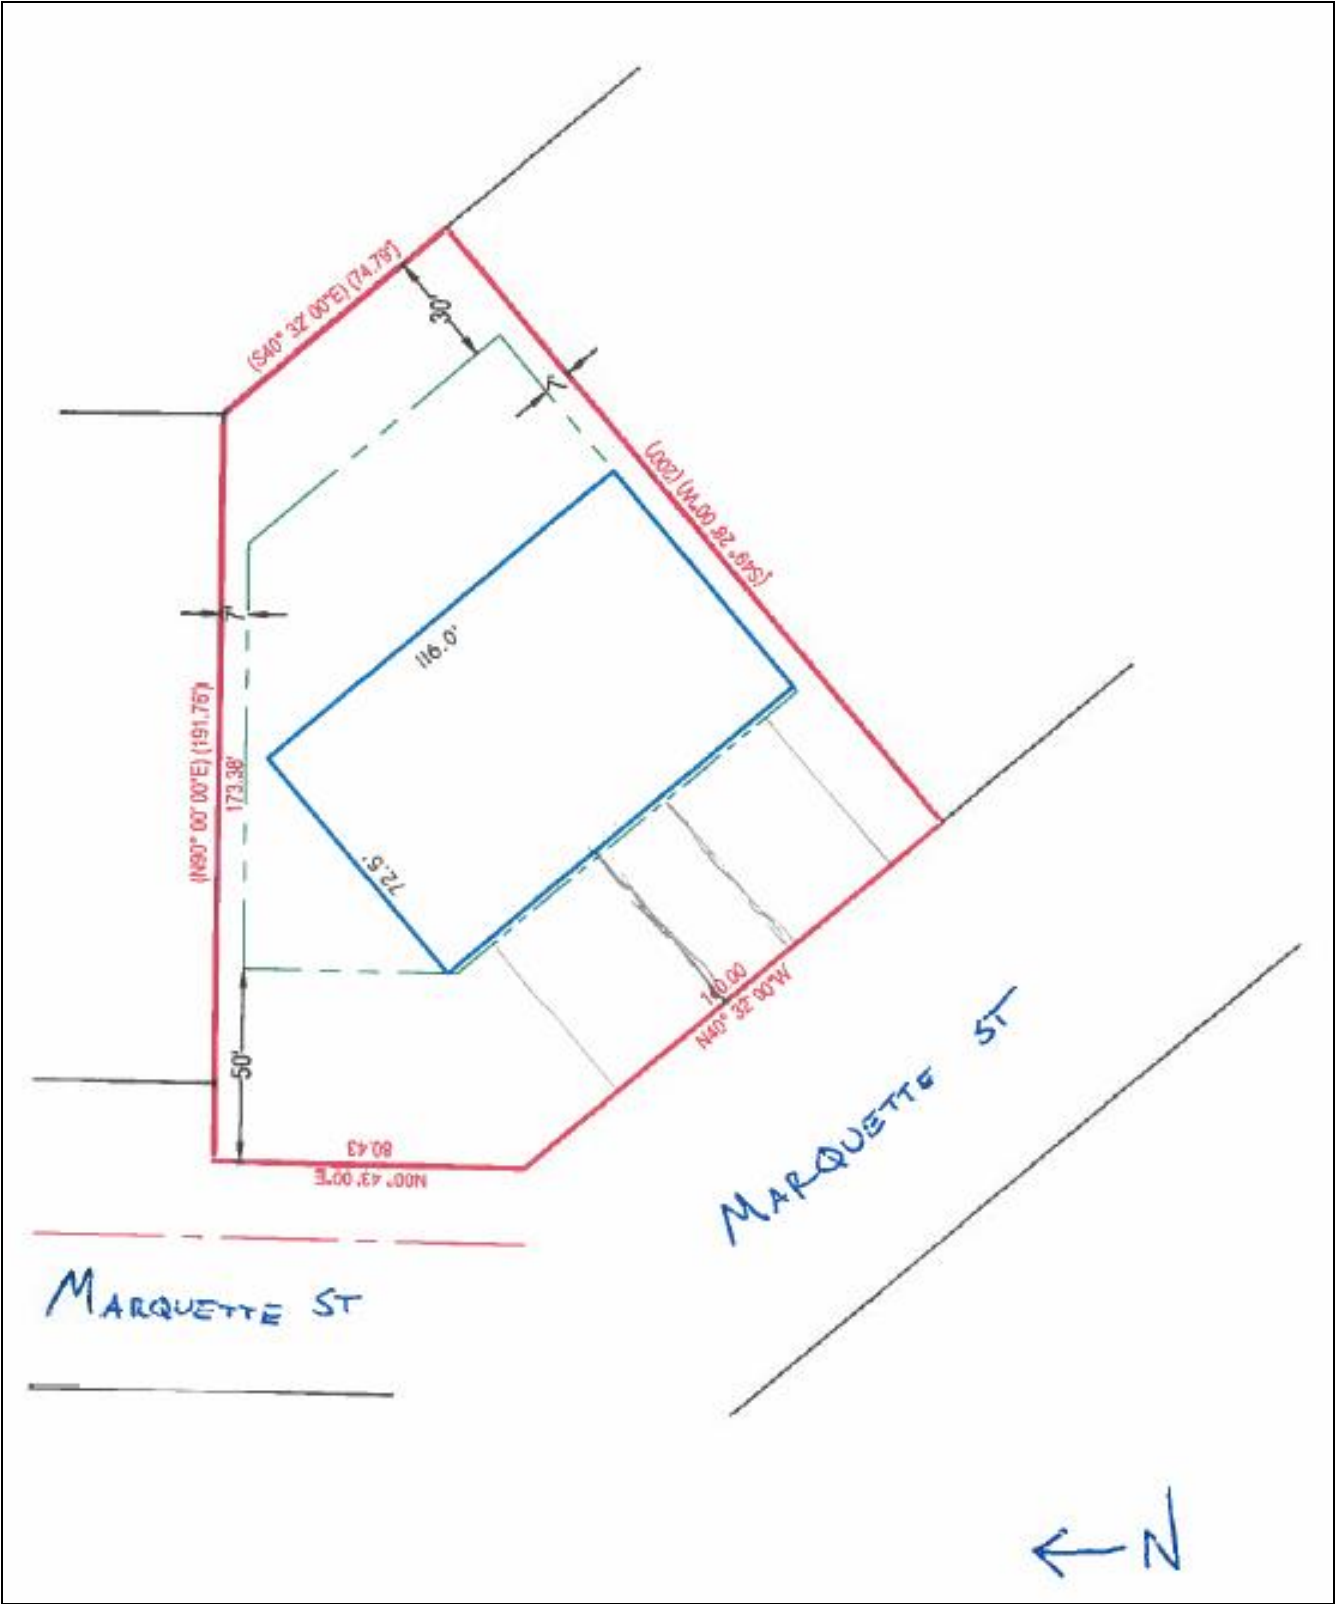 (S40° 32' 00"E) (74.79')
30'
7'
(S49° 28' 00"W) (200')
7'
116.0'
(N90° 00' 00"E) (191.76')
173.38'
72.5'
50'
140.00
N40° 32' 00"W
80.43
N00° 43' 00"E
MARQUETTE ST
MARQUETTE ST
← N